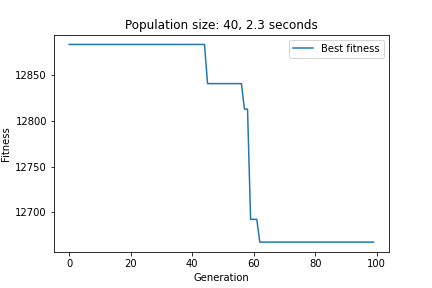 Population size: 40, 2.3 seconds
Best fitness
Fitness
12850
12800
12750
12700
0 20 40 60 80 100
Generation